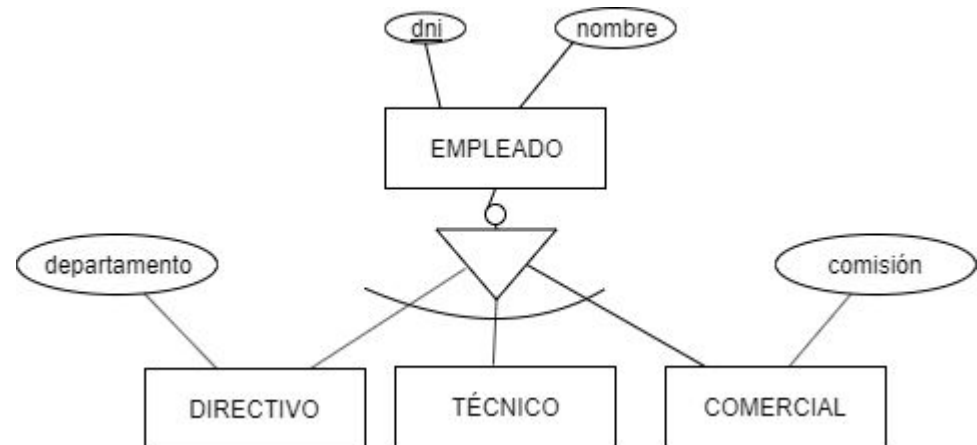 dni
nombre
EMPLEADO
departamento
comisión
DIRECTIVO
TÉCNICO
COMERCIAL